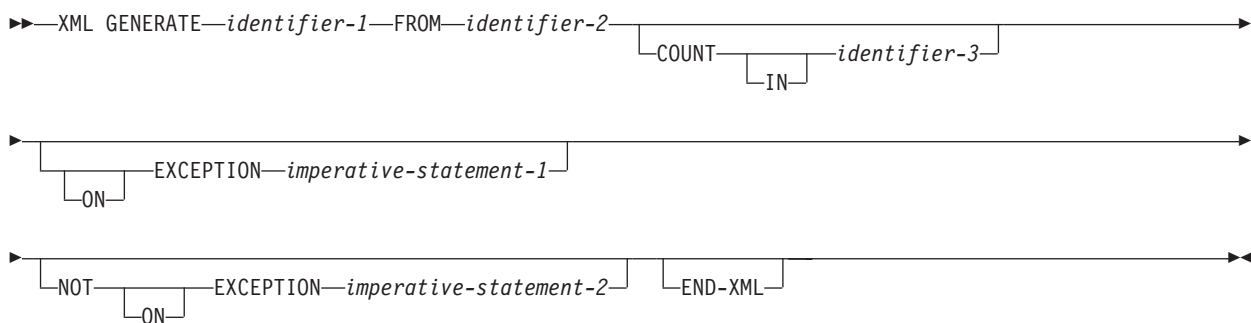 XML GENERATE identifier-1 FROM identifier-2
COUNT identifier-3
IN
EXCEPTION imperative-statement-1
ON
NOT EXCEPTION imperative-statement-2 END-XML
ON